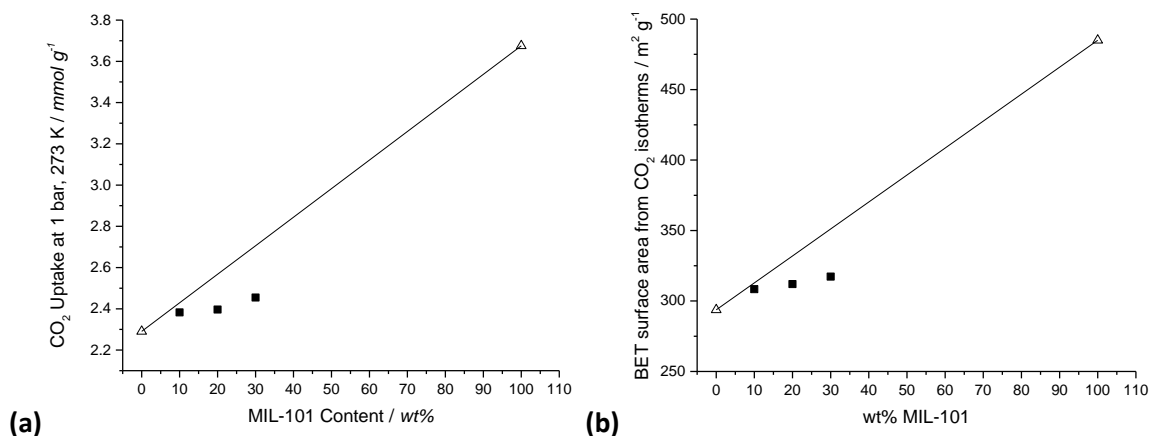 3.8
3.6
3.4
3.2
3.0
2.8
2.6
2.4
2.2
0 10 20 30 40 50 60 70 80 90 100 110
CO₂ Uptake at 1 bar, 273 K / mmol g⁻¹
MIL-101 Content / wt%
(a)
500
450
400
350
300
250
0 10 20 30 40 50 60 70 80 90 100 110
BET surface area from CO₂ isotherms / m² g⁻¹
wt% MIL-101
(b)